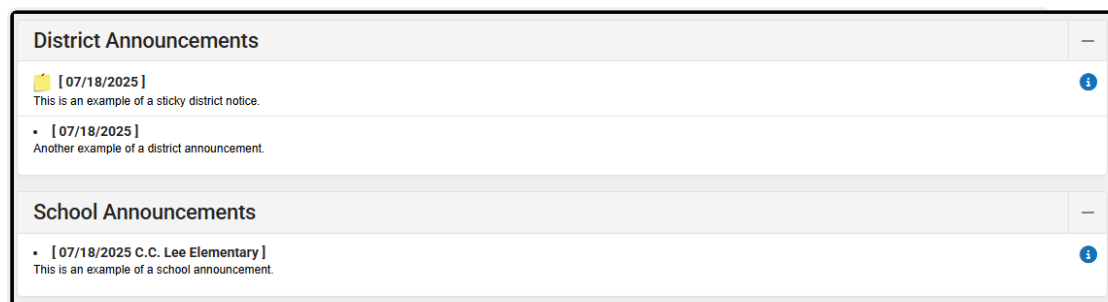 District Announcements
[ 07/18/2025 ]
This is an example of a sticky district notice.
• [ 07/18/2025 ]
Another example of a district announcement.
School Announcements
• [ 07/18/2025 C.C. Lee Elementary ]
This is an example of a school announcement.